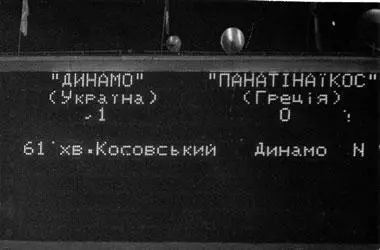 "ДИНАМО" "ПАНАТІНАЇКОС"
(Україна) (Греція)
1 0
61 хв.Косовський Динамо N